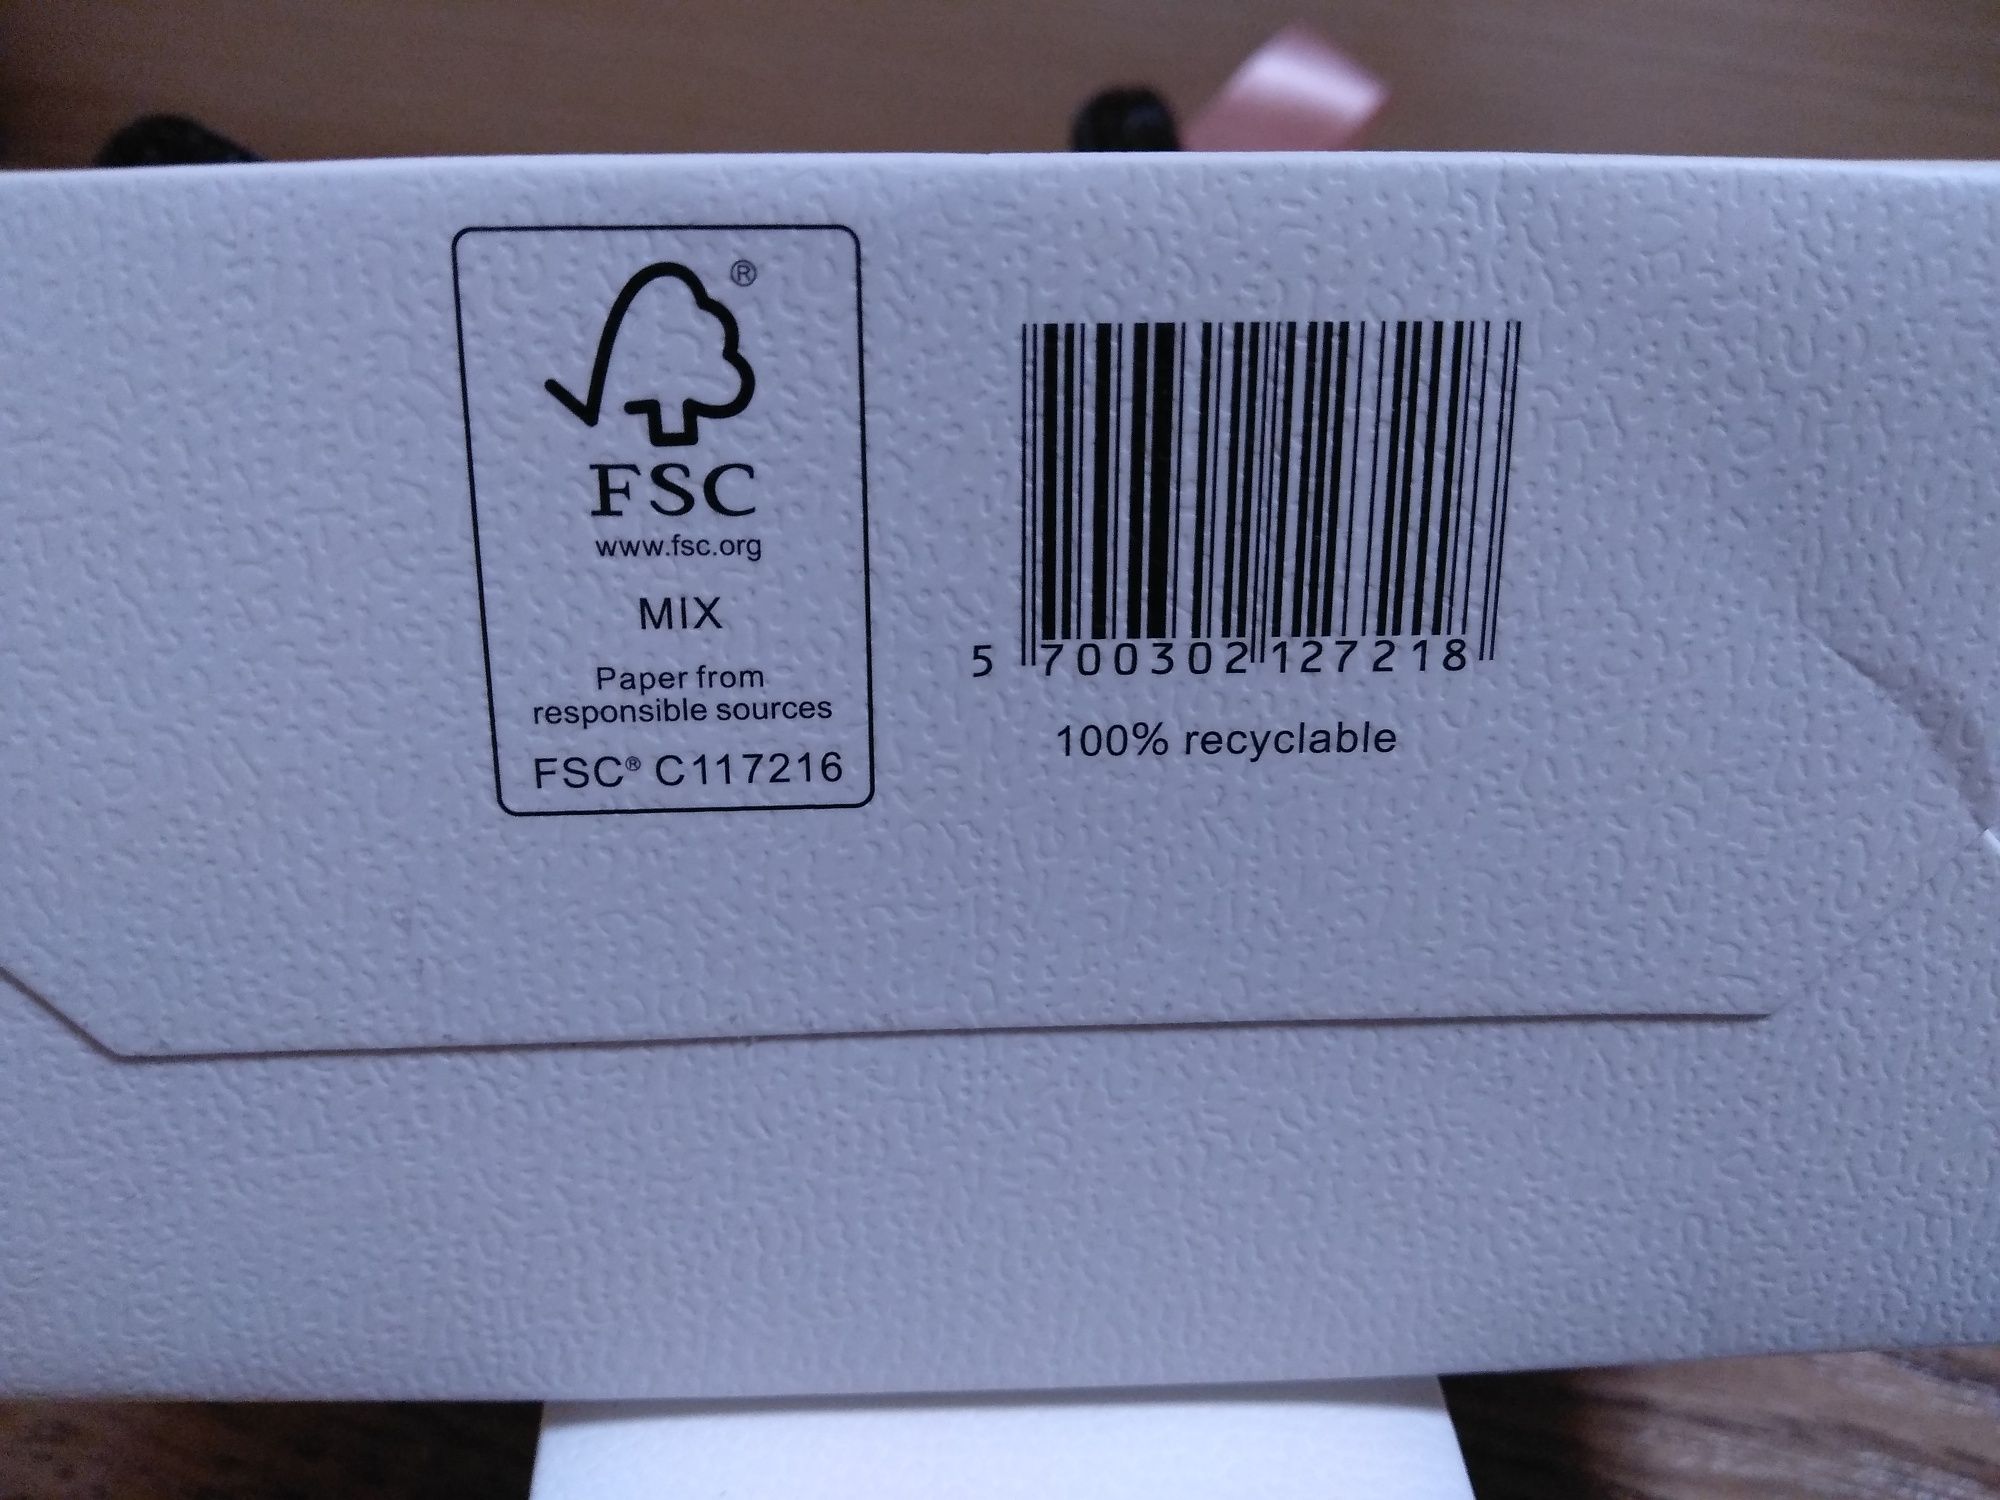 ®
FSC
www.fsc.org
MIX
Paper from
responsible sources
FSC® C117216
5 700302 127218
100% recyclable